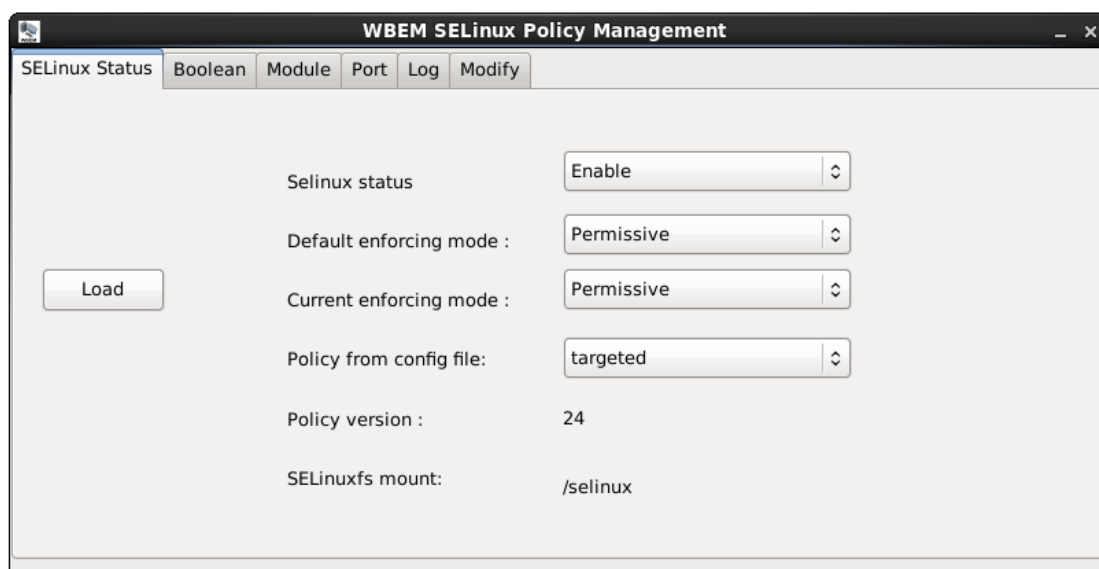 WBEM SELinux Policy Management
SELinux Status Boolean Module Port Log Modify
Selinux status Enable
Default enforcing mode : Permissive
Load
Current enforcing mode : Permissive
Policy from config file: targeted
Policy version : 24
SELinuxfs mount: /selinux